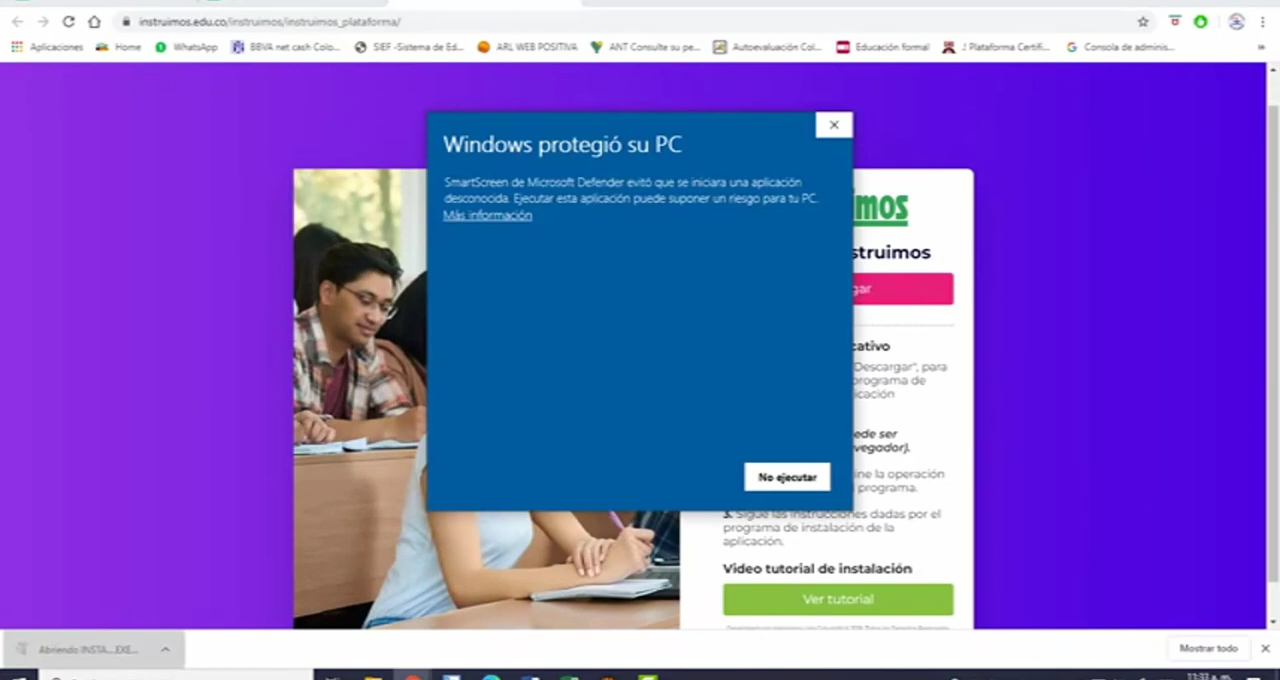 instruimos.edu.co/instruimos/instruimos_plataforma/
Aplicaciones Home WhatsApp BBVA net cash Colo... SIEF -Sistema de Ed... ARL WEB POSITIVA ANT Consulte su pe... Autoevaluación Col... Educación formal .: Plataforma Certifi... Consola de adminis... »
Windows protegió su PC
SmartScreen de Microsoft Defender evitó que se iniciara una aplicación
desconocida. Ejecutar esta aplicación puede suponer un riesgo para tu PC.
Más información
No ejecutar
imos
struimos
gar
cativo
Descargar", para
programa de
icación
ede ser
vegador).
ine la operación
programa.
3. Sigue las instrucciones dadas por el
programa de instalación de la
aplicación.
Video tutorial de instalación
Ver tutorial
Abriendo INSTA....EXE...
Mostrar todo